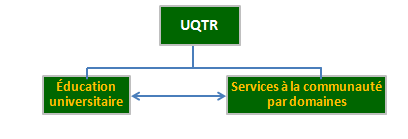 UQTR
Éducation
universitaire
Services à la communauté
par domaines